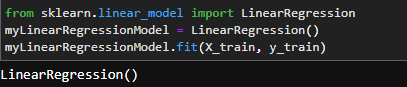 from sklearn.linear_model import LinearRegression
myLinearRegressionModel = LinearRegression()
myLinearRegressionModel.fit(X_train, y_train)
LinearRegression()